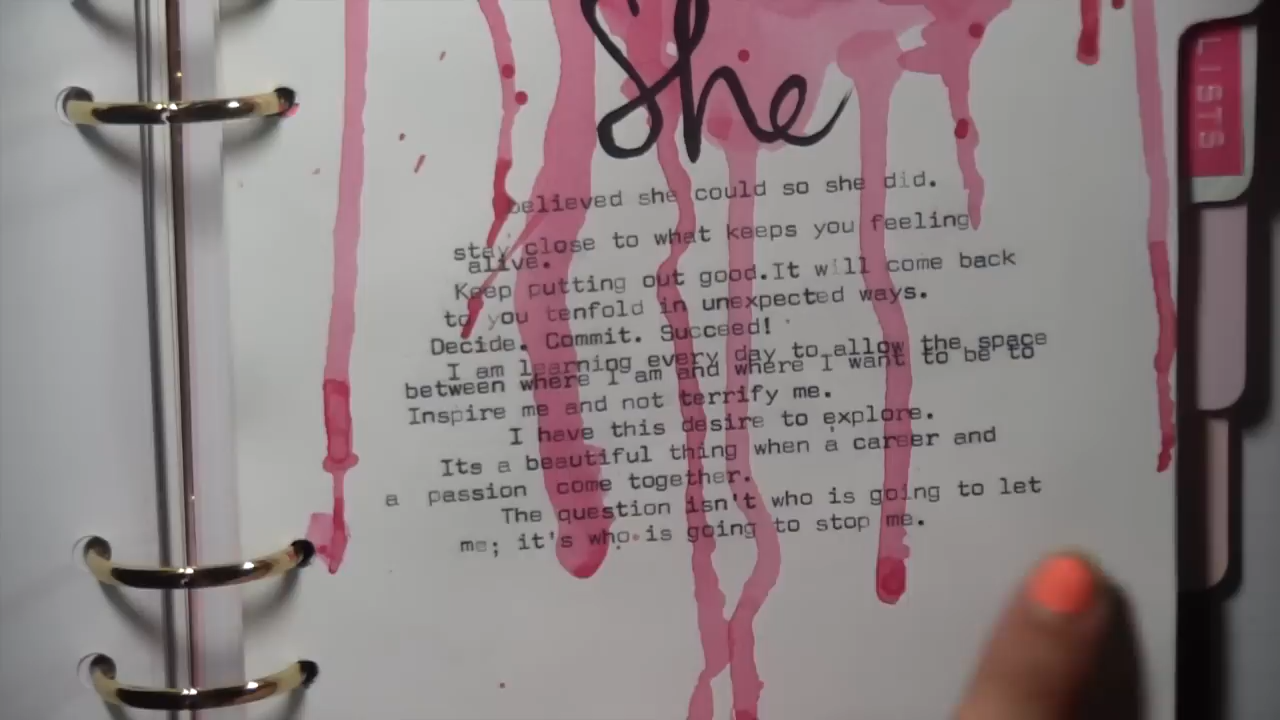 She
believed she could so she did.
stay close to what keeps you feeling
alive.
Keep putting out good.It will come back
to you tenfold in unexpected ways.
Decide. Commit. Succeed!
I am learning every day to allow the space
between where I am and where I want to be to
Inspire me and not terrify me.
I have this desire to explore.
Its a beautiful thing when a career and
a passion come together.
The question isn't who is going to let
me; it's who is going to stop me.
LISTS